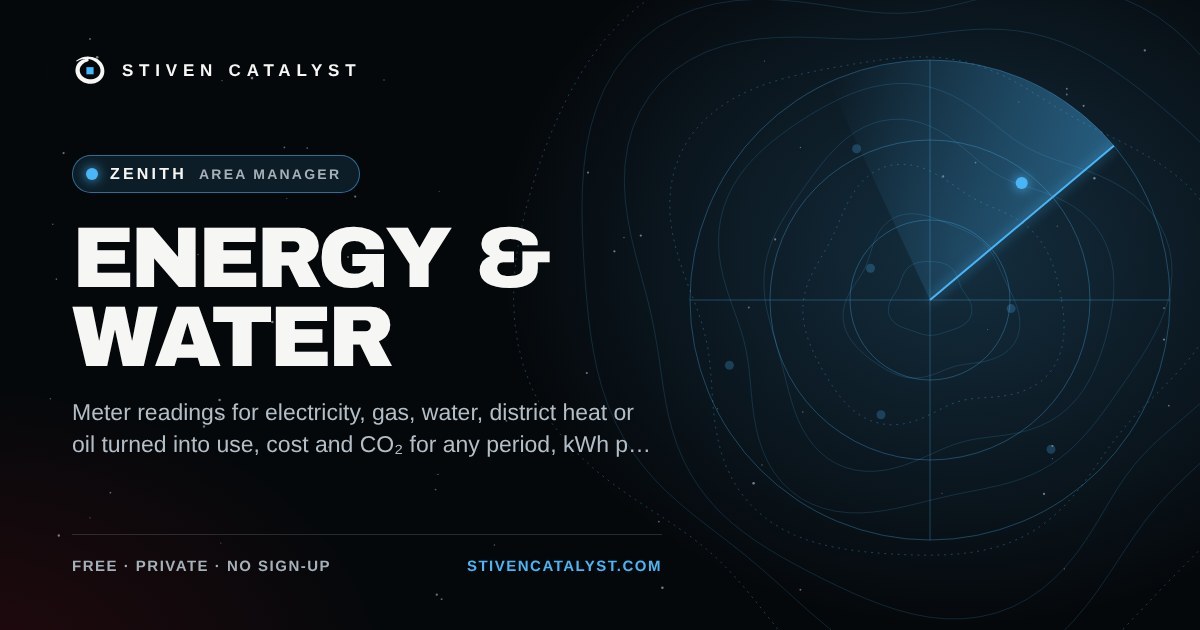 STIVEN CATALYST
ZENITH AREA MANAGER
ENERGY &
WATER
Meter readings for electricity, gas, water, district heat or
oil turned into use, cost and CO₂ for any period, kWh p…
FREE · PRIVATE · NO SIGN-UP
STIVENCATALYST.COM